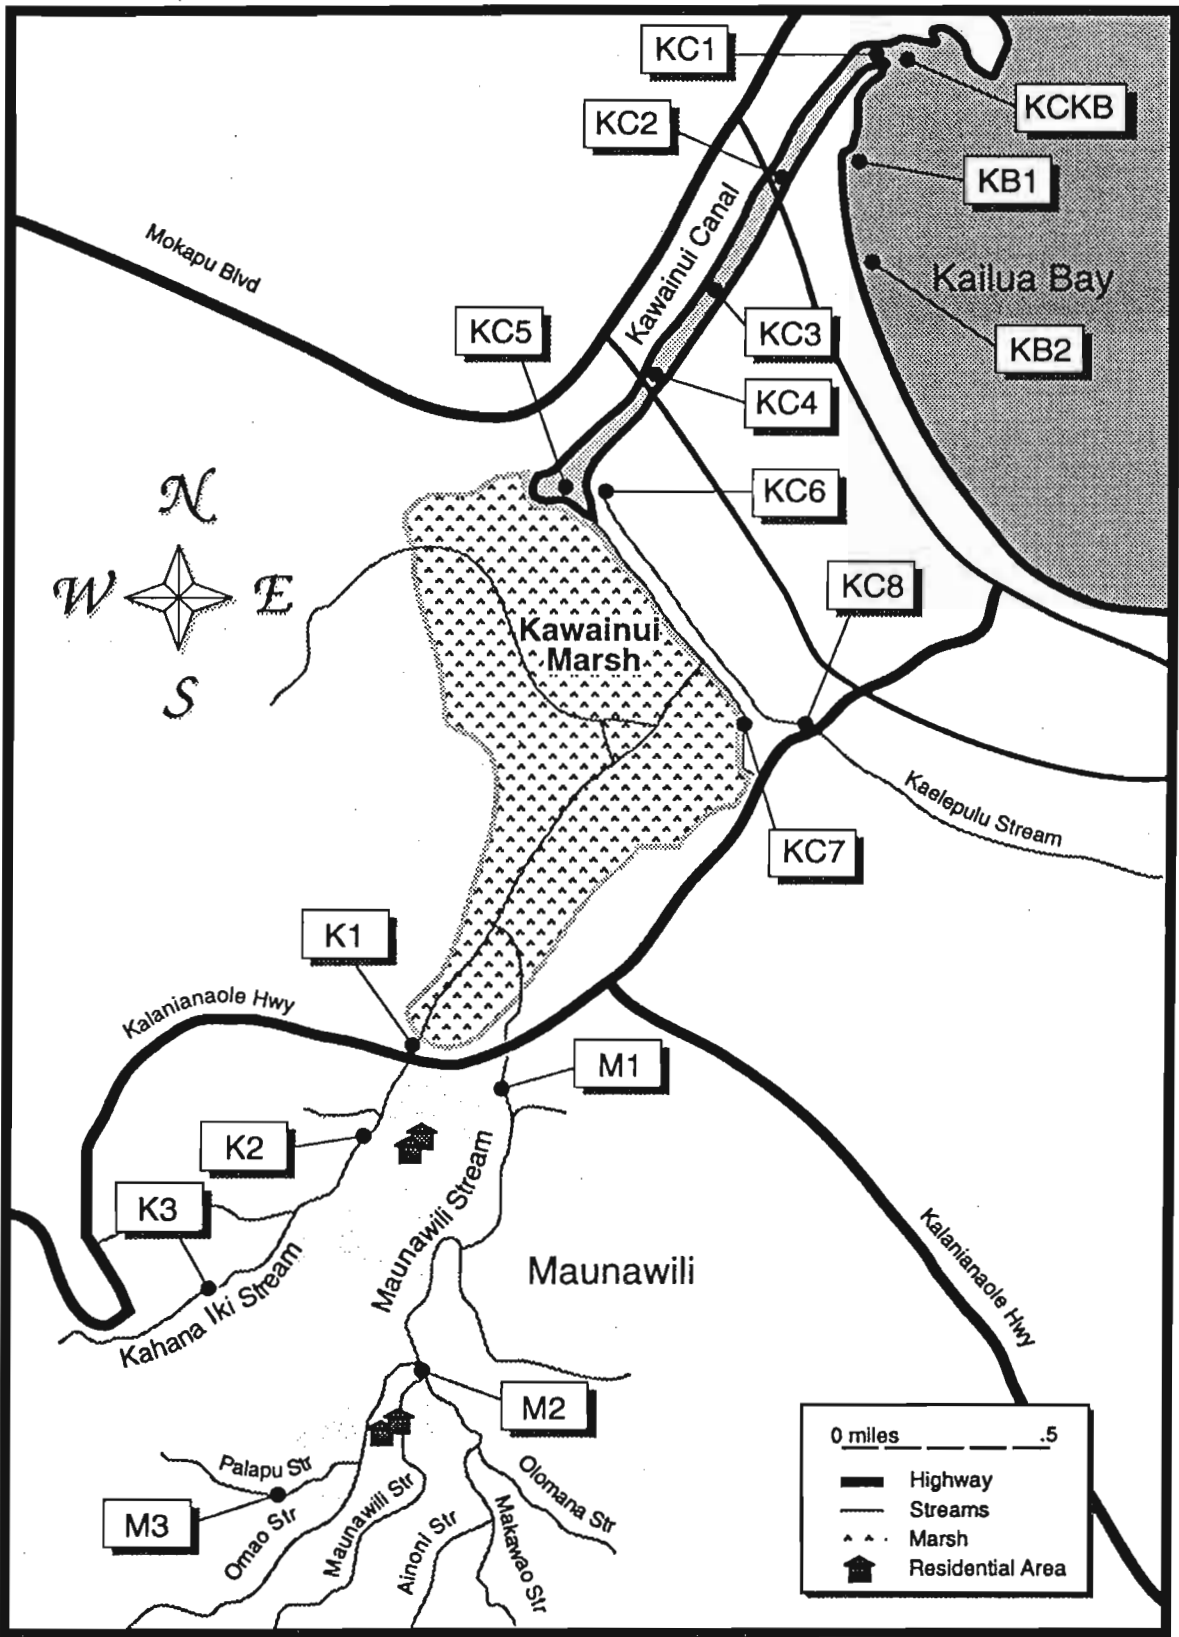 KC1
KCKB
KC2
KB1
Mokapu Blvd
Kawainui Canal
Kailua Bay
KC5
KC3
KB2
KC4
N
KC6
W
E
KC8
Kawainui
Marsh
S
Kaelepulu Stream
KC7
K1
Kalanianaole Hwy
M1
K2
Maunawili Stream
K3
Kalanianaole Hwy
Maunawili
Kahana Iki Stream
M2
0 miles .5
Palapu Str
Olomana Str
Highway
Maunawili Str
Makawao Str
Streams
M3
Omao Str
Ainoni Str
Marsh
Residential Area